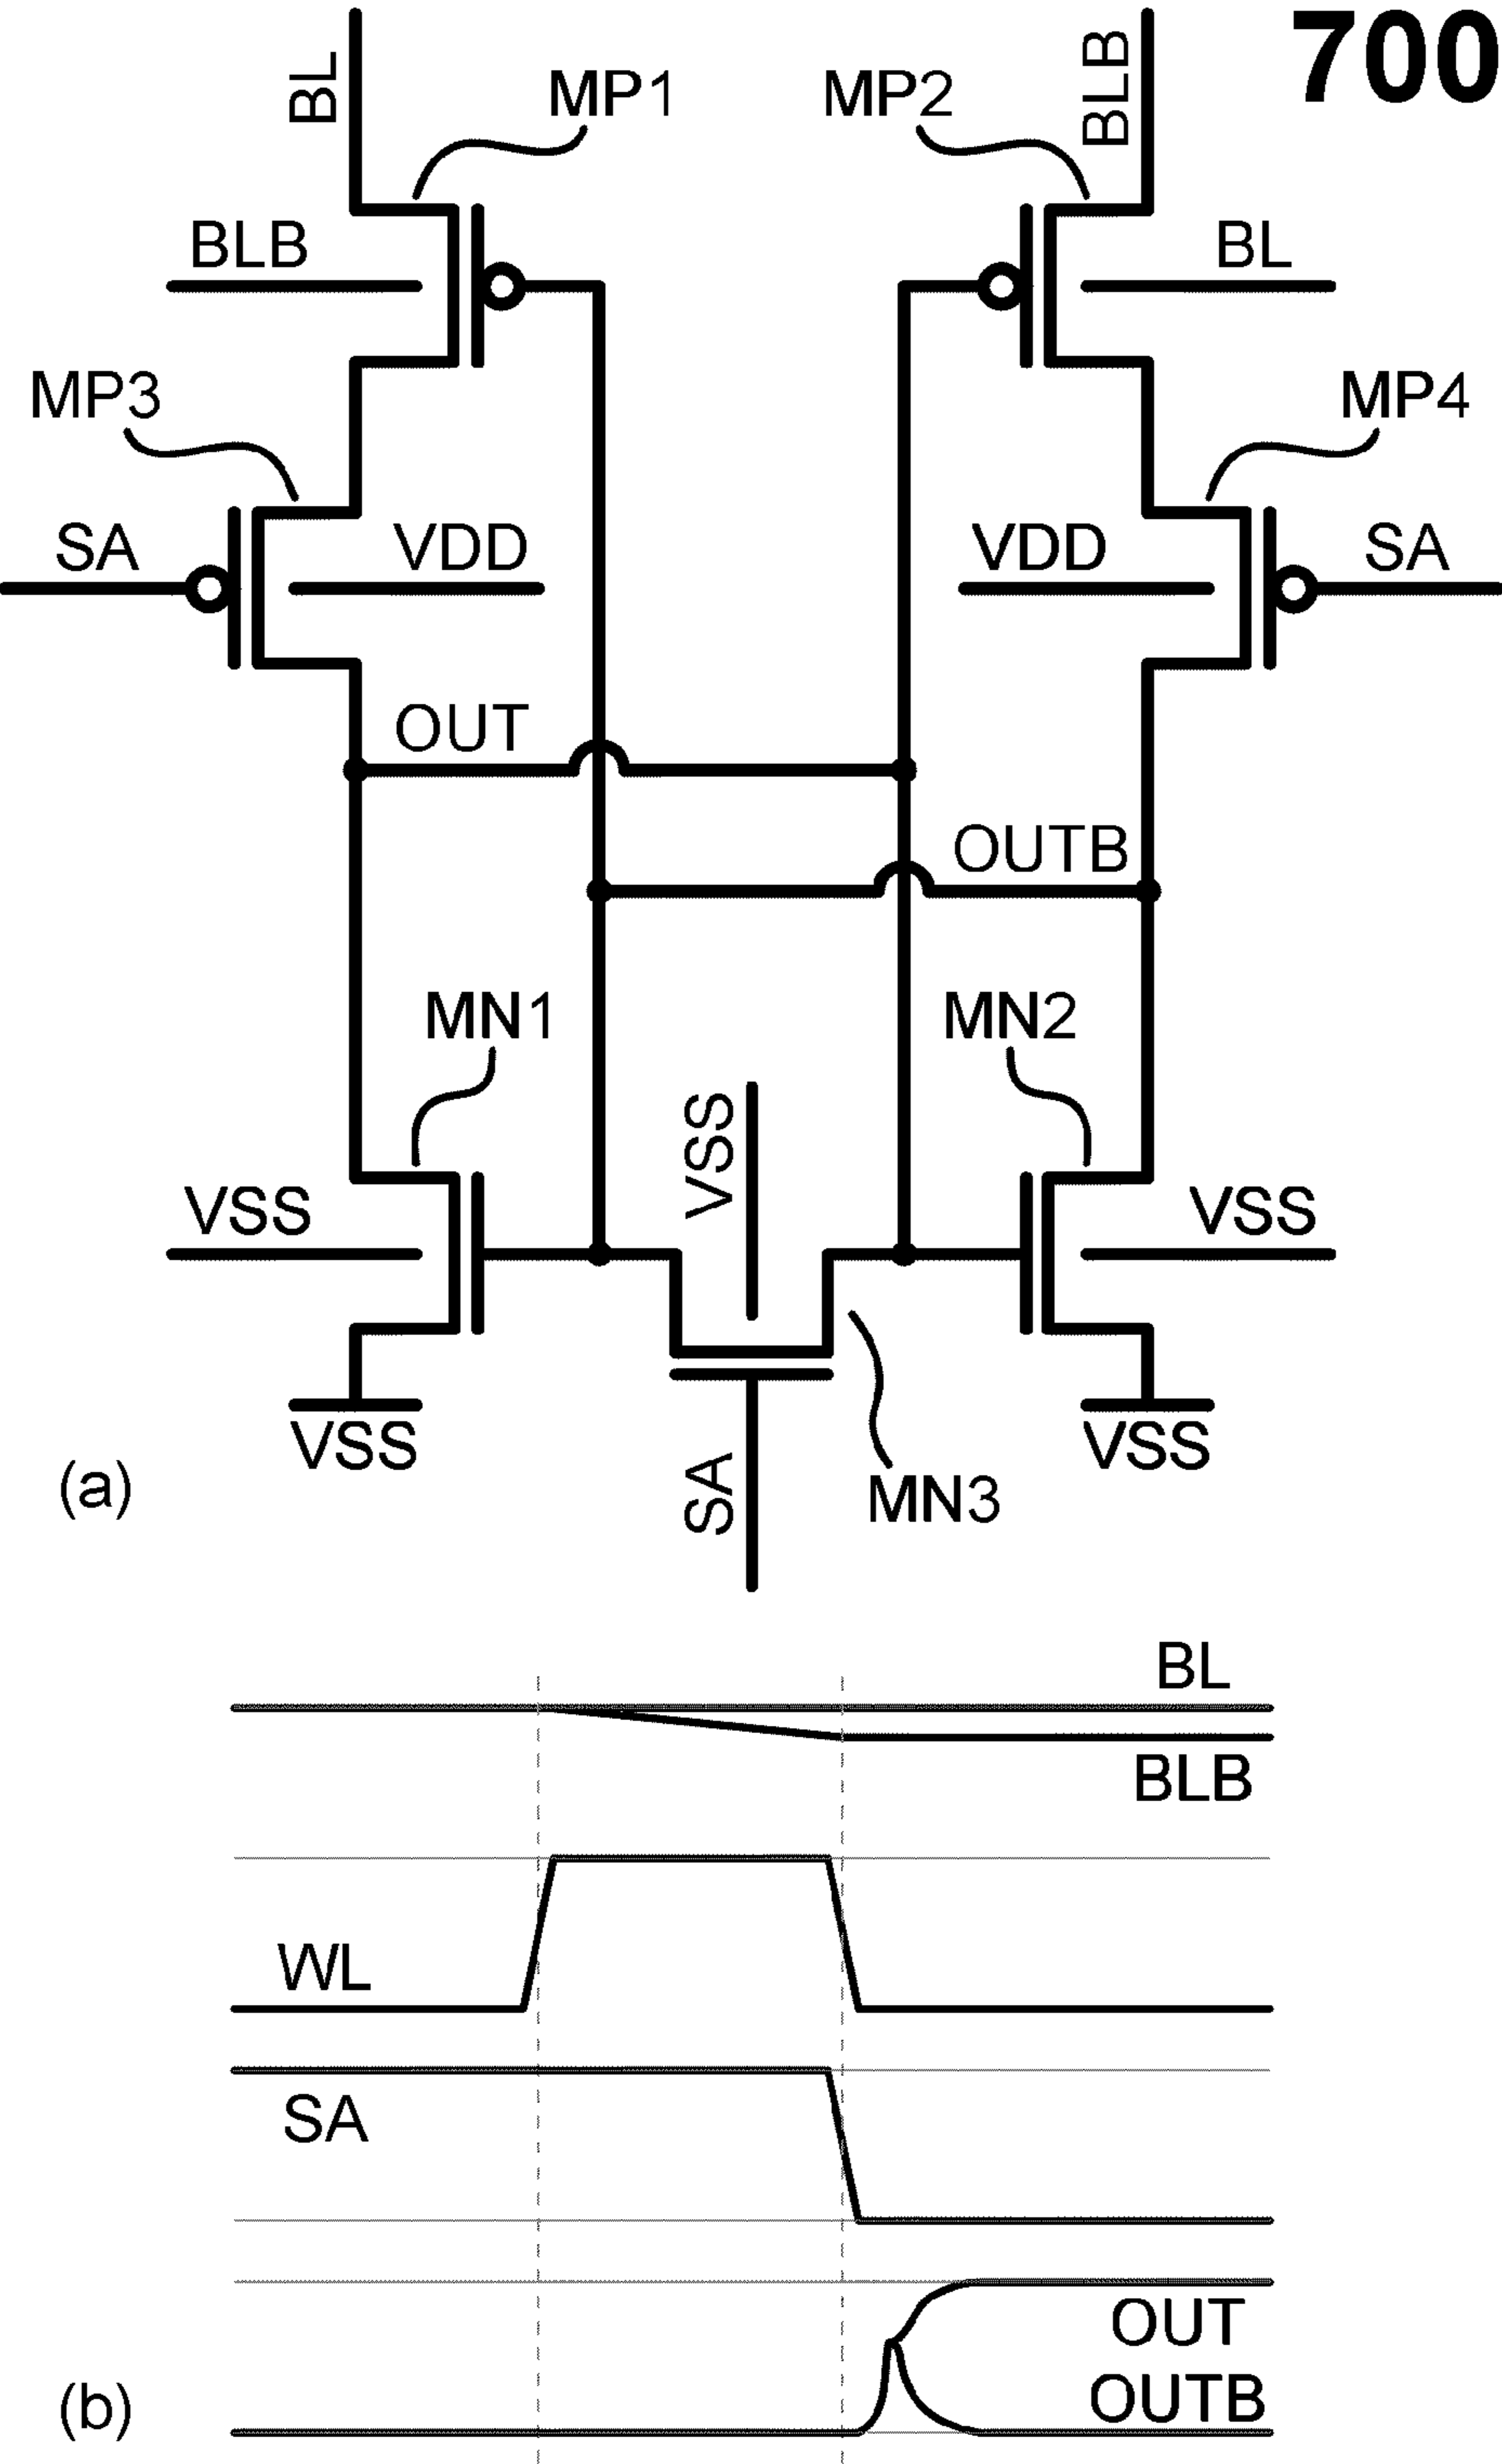 700
BL
MP1
MP2
BLB
BLB
BL
MP3
MP4
SA
VDD
VDD
SA
OUT
OUTB
MN1
MN2
VSS
VSS
VSS
VSS
VSS
(a)
SA
MN3
BL
BLB
WL
SA
OUT
OUTB
(b)